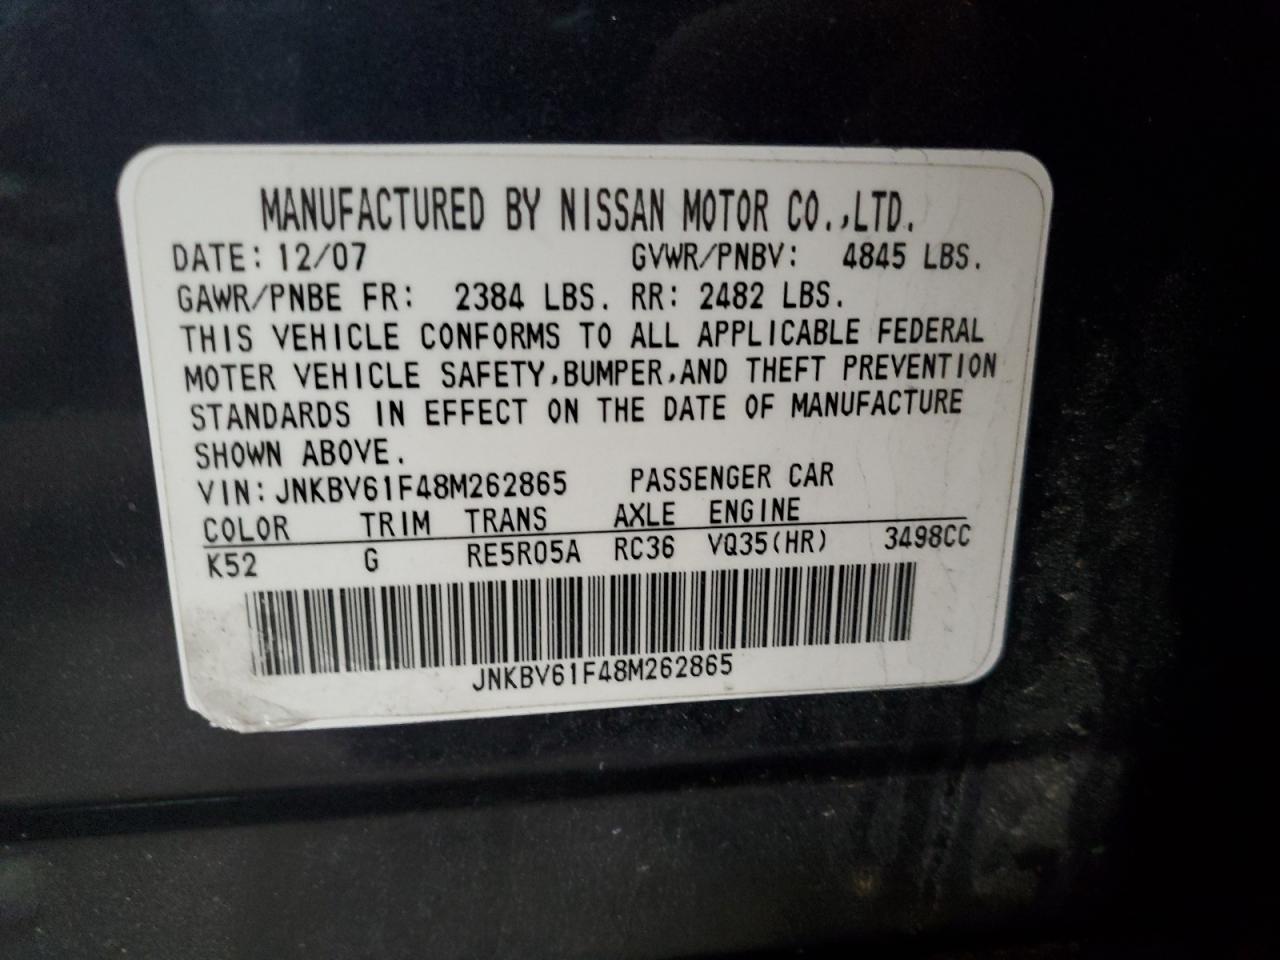 MANUFACTURED BY NISSAN MOTOR CO.,LTD.
DATE: 12/07 GVWR/PNBV: 4845 LBS.
GAWR/PNBE FR: 2384 LBS. RR: 2482 LBS.
THIS VEHICLE CONFORMS TO ALL APPLICABLE FEDERAL
MOTER VEHICLE SAFETY,BUMPER,AND THEFT PREVENTION
STANDARDS IN EFFECT ON THE DATE OF MANUFACTURE
SHOWN ABOVE.
VIN: JNKBV61F48M262865 PASSENGER CAR
COLOR TRIM TRANS AXLE ENGINE
K52 G RE5R05A RC36 VQ35(HR) 3498CC
JNKBV61F48M262865